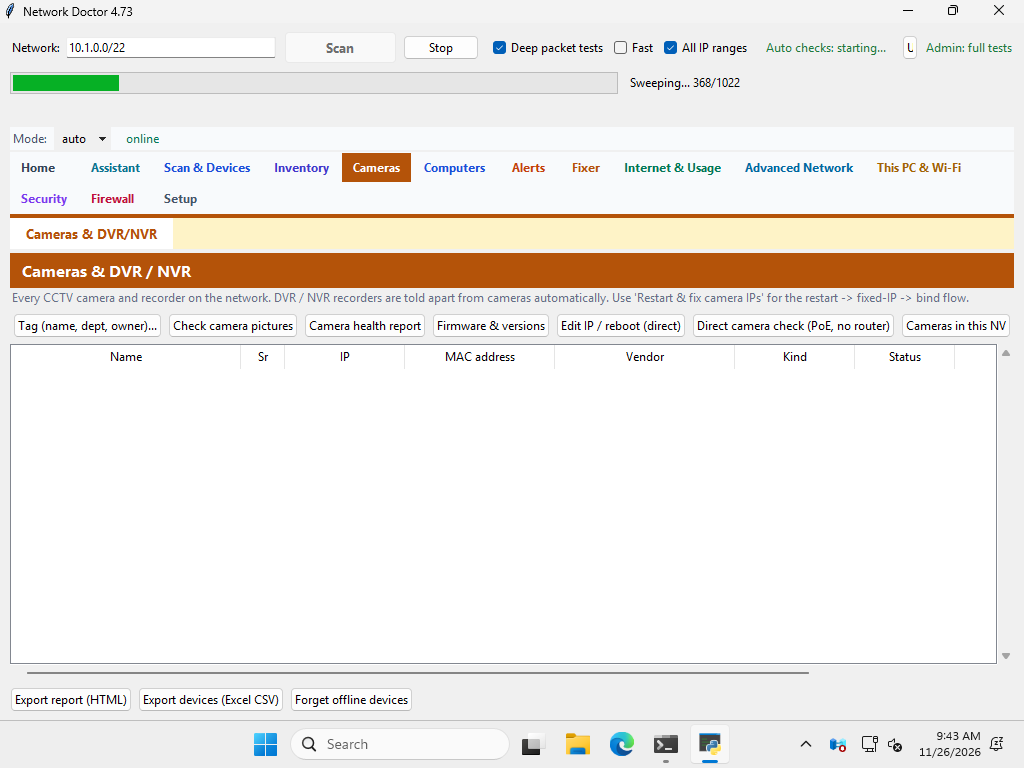 Network Doctor 4.73
Network: 10.1.0.0/22 Scan Stop Deep packet tests Fast All IP ranges Auto checks: starting... Admin: full tests
Sweeping... 368/1022
Mode: auto online
Home Assistant Scan & Devices Inventory Cameras Computers Alerts Fixer Internet & Usage Advanced Network This PC & Wi-Fi
Security Firewall Setup
Cameras & DVR/NVR
Cameras & DVR / NVR
Every CCTV camera and recorder on the network. DVR / NVR recorders are told apart from cameras automatically. Use 'Restart & fix camera IPs' for the restart -> fixed-IP -> bind flow.
Tag (name, dept, owner)... Check camera pictures Camera health report Firmware & versions Edit IP / reboot (direct) Direct camera check (PoE, no router) Cameras in this NV
Name Sr IP MAC address Vendor Kind Status
Export report (HTML) Export devices (Excel CSV) Forget offline devices
Search
9:43 AM
11/26/2026